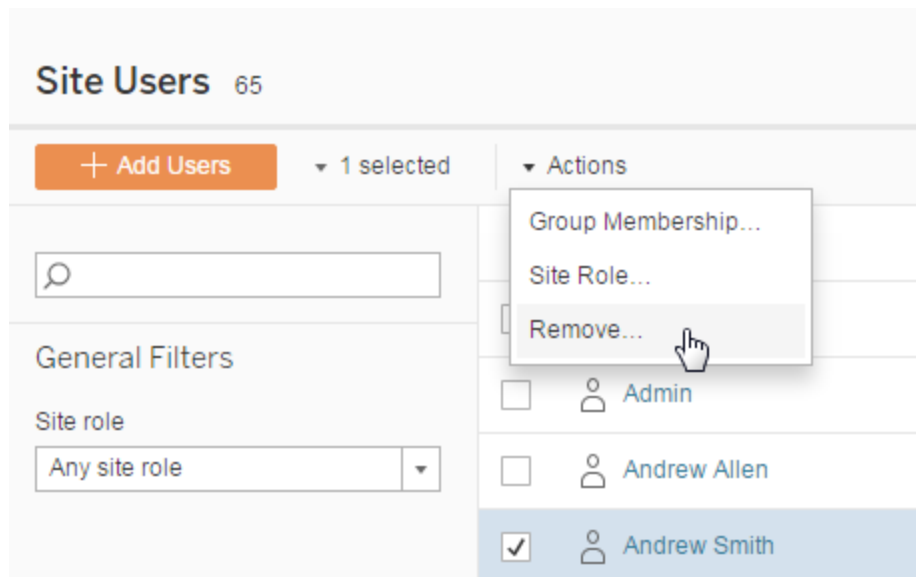 Site Users 65
+ Add Users
1 selected
Actions
Group Membership...
Site Role...
Remove...
General Filters
Site role
Any site role
Admin
Andrew Allen
Andrew Smith